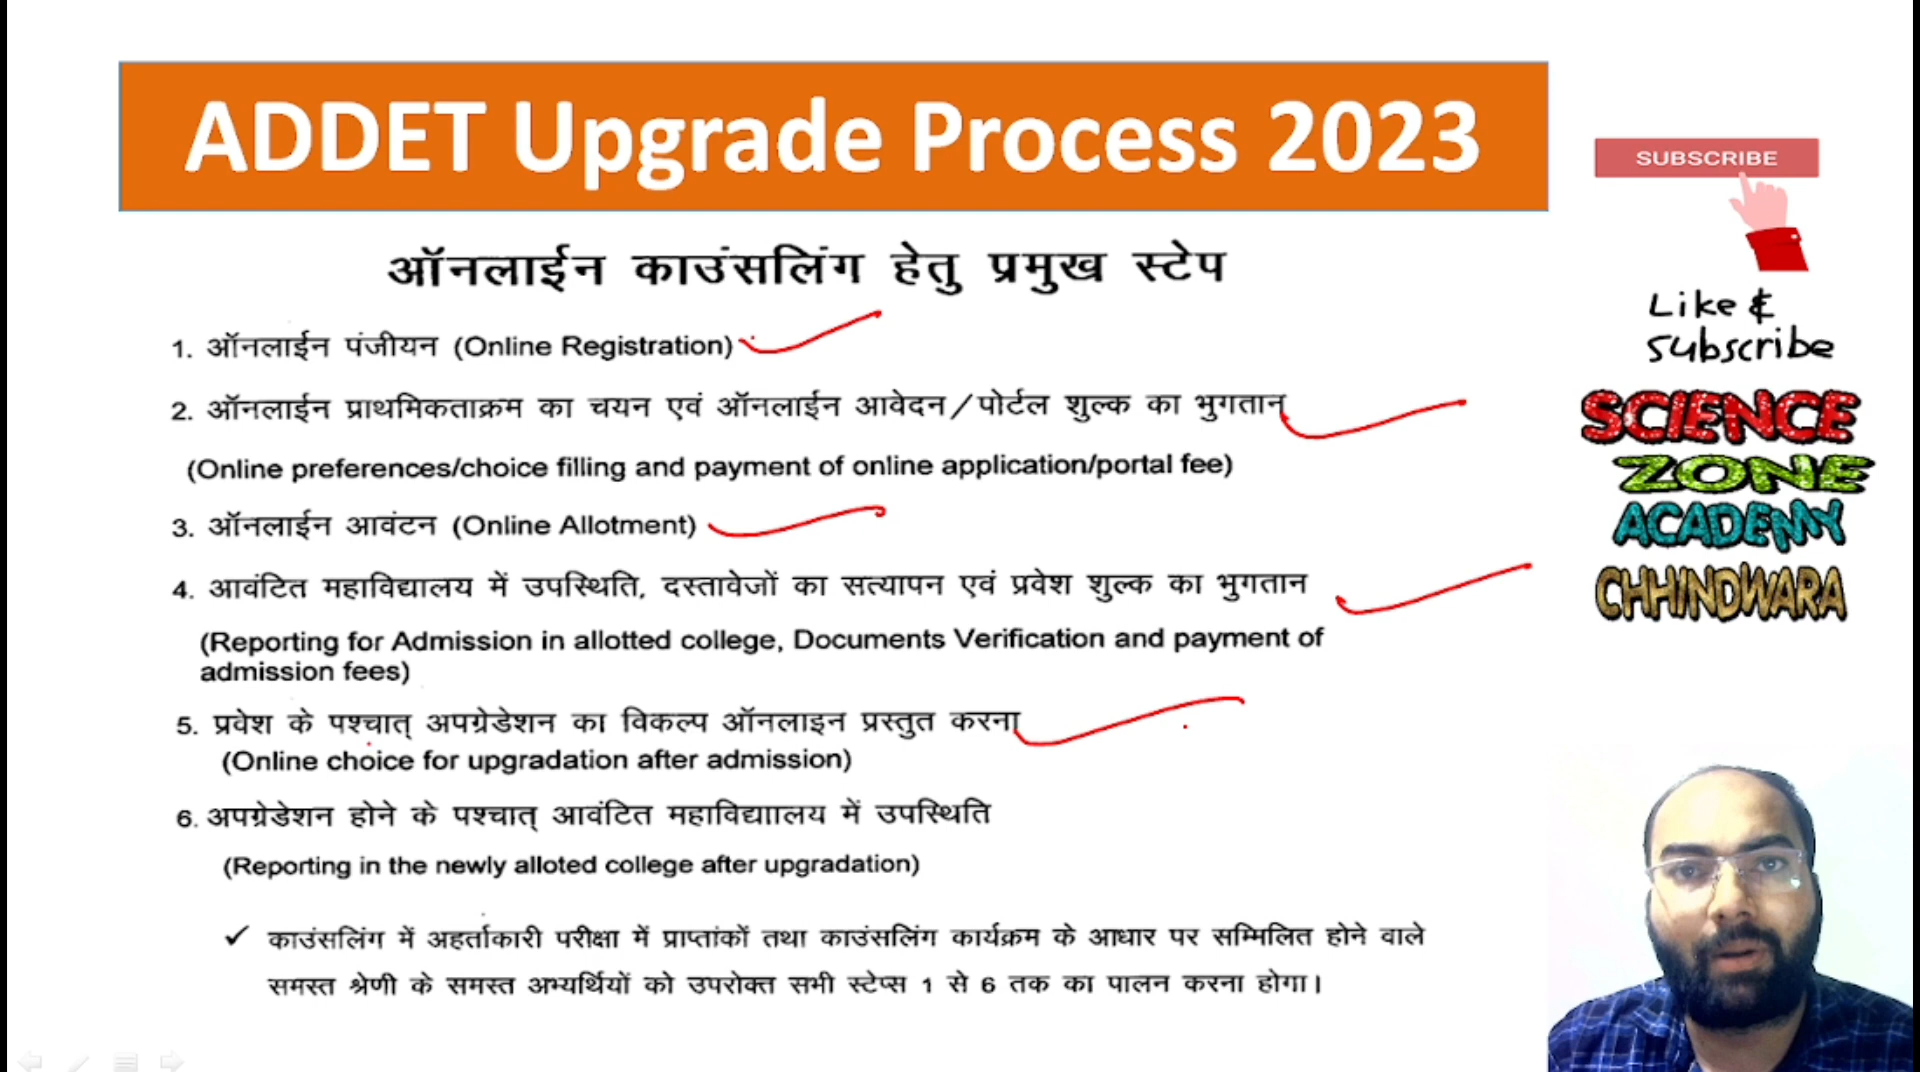 ADDET Upgrade Process 2023
SUBSCRIBE
ऑनलाईन काउंसलिंग हेतु प्रमुख स्टेप
Like &
Subscribe
1. ऑनलाईन पंजीयन (Online Registration)
2. ऑनलाईन प्राथमिकताक्रम का चयन एवं ऑनलाईन आवेदन/पोर्टल शुल्क का भुगतान
(Online preferences/choice filling and payment of online application/portal fee)
3. ऑनलाईन आवंटन (Online Allotment)
4. आवंटित महाविद्यालय में उपस्थिति, दस्तावेजों का सत्यापन एवं प्रवेश शुल्क का भुगतान
(Reporting for Admission in allotted college, Documents Verification and payment of
admission fees)
5. प्रवेश के पश्चात् अपग्रेडेशन का विकल्प ऑनलाइन प्रस्तुत करना
(Online choice for upgradation after admission)
6. अपग्रेडेशन होने के पश्चात् आवंटित महाविद्याालय में उपस्थिति
(Reporting in the newly alloted college after upgradation)
✓ काउंसलिंग में अहर्ताकारी परीक्षा में प्राप्तांकों तथा काउंसलिंग कार्यक्रम के आधार पर सम्मिलित होने वाले
समस्त श्रेणी के समस्त अभ्यर्थियों को उपरोक्त सभी स्टेप्स 1 से 6 तक का पालन करना होगा।
SCIENCE
ZONE
ACADEMY
CHHINDWARA